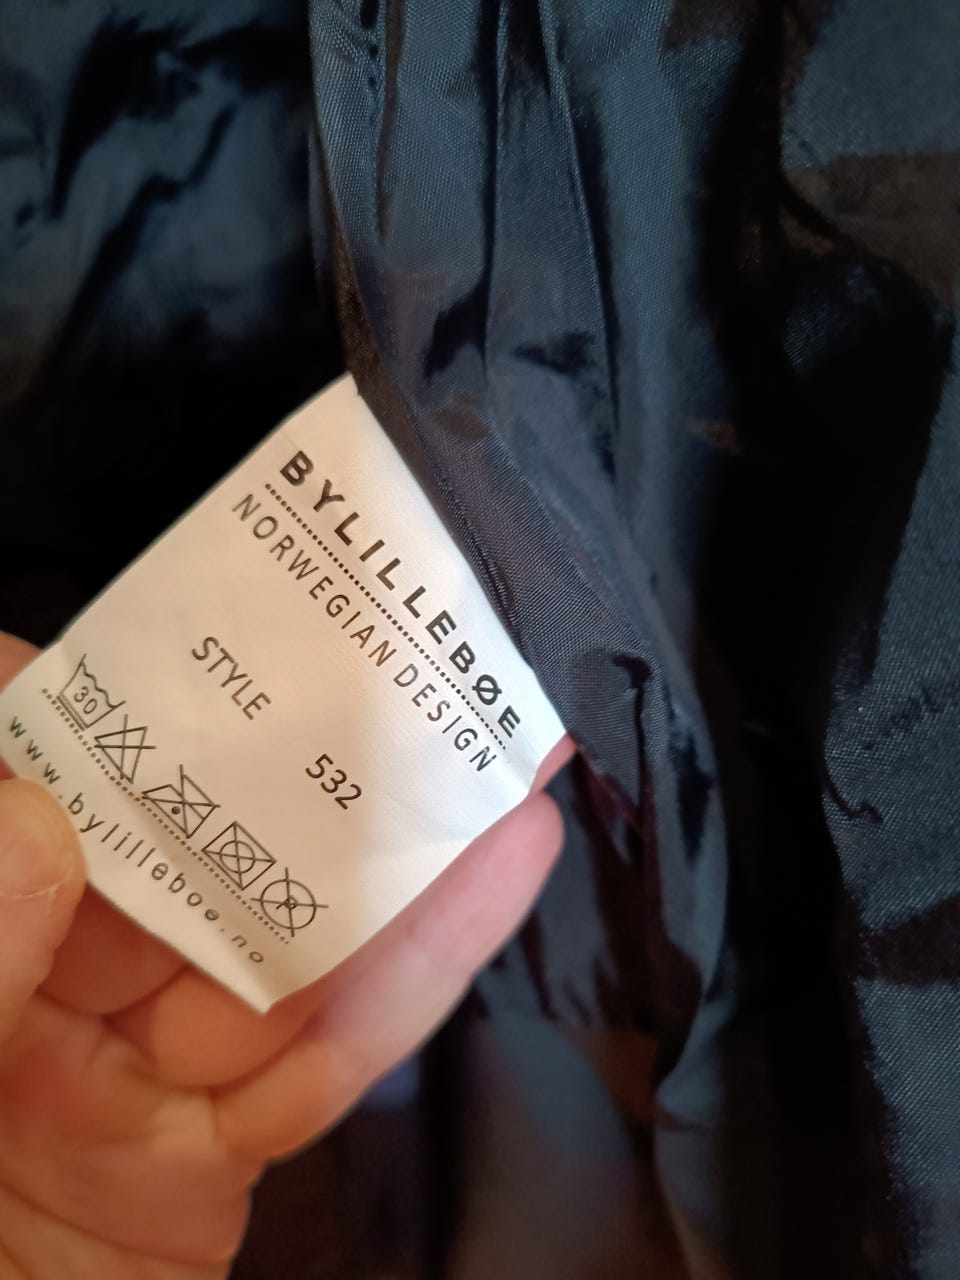 BYLILLEBØE
NORWEGIAN DESIGN
STYLE 532
30
P
www.bylilleboe.no